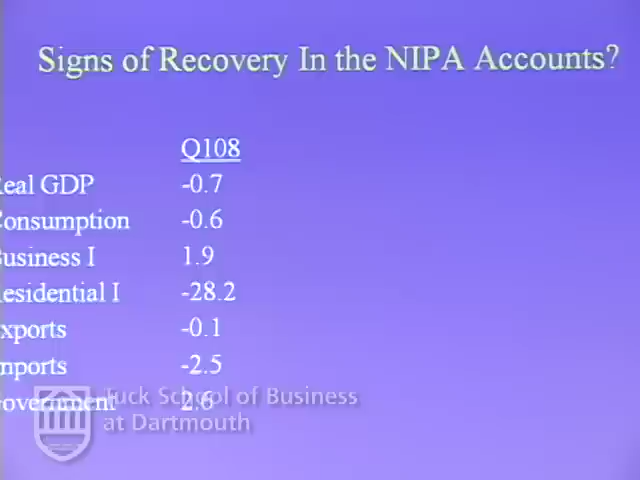 Signs of Recovery In the NIPA Accounts?
Q108
eal GDP -0.7
onsumption -0.6
usiness I 1.9
esidential I -28.2
xports -0.1
mports -2.5
overnment 2.6
Tuck School of Business
at Dartmouth